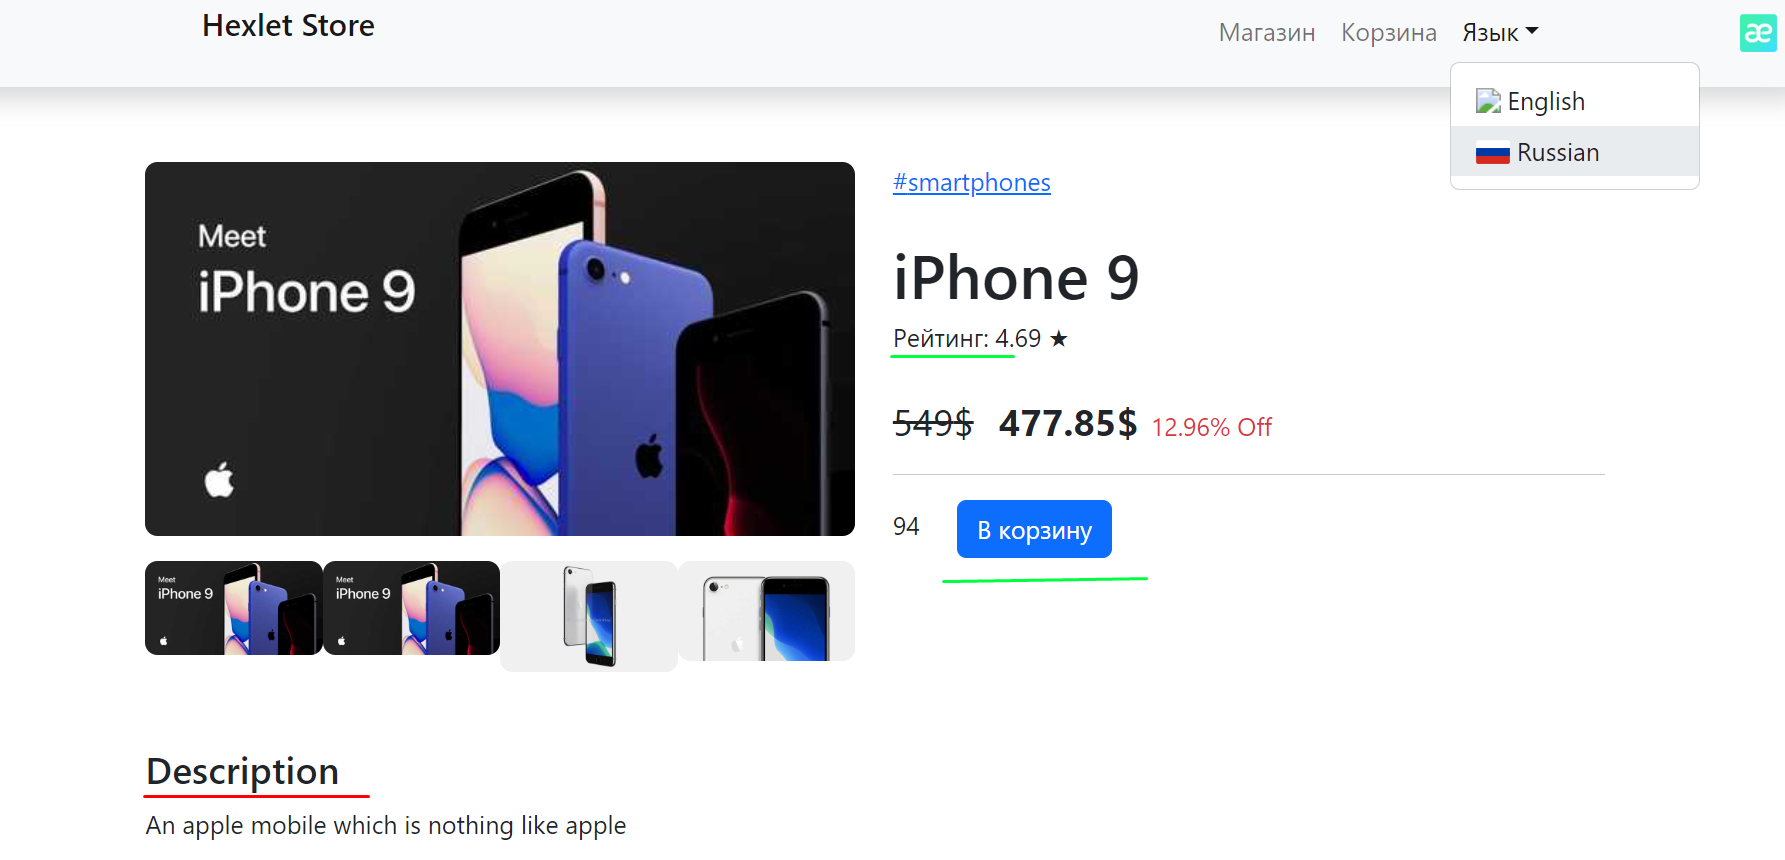 Hexlet Store
Магазин Корзина Язык
æ
English
Russian
Meet
iPhone 9
#smartphones
iPhone 9
Рейтинг: 4.69 ★
549$ 477.85$ 12.96% Off
94 В корзину
Meet
iPhone 9
Meet
iPhone 9
Description
An apple mobile which is nothing like apple